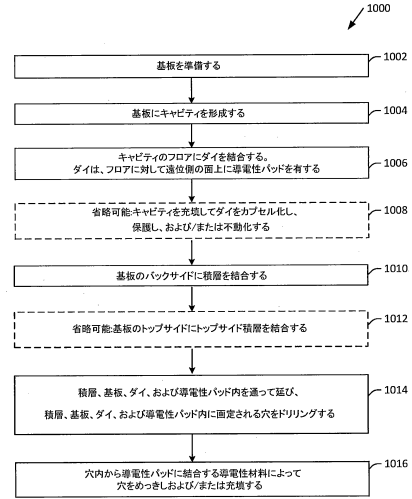 1000
1002
基板を準備する
1004
基板にキャビティを形成する
1006
キャビティのフロアにダイを結合する。
ダイは、フロアに対して遠位側の面上に導電性パッドを有する
1008
省略可能:キャビティを充填してダイをカプセル化し、
保護し、および/または不動化する
1010
基板のバックサイドに積層を結合する
1012
省略可能:基板のトップサイドにトップサイド積層を結合する
1014
積層、基板、ダイ、および導電性パッド内を通って延び、
積層、基板、ダイ、および導電性パッド内に画定される穴をドリリングする
1016
穴内から導電性パッドに結合する導電性材料によって
穴をめっきしおよび/または充填する